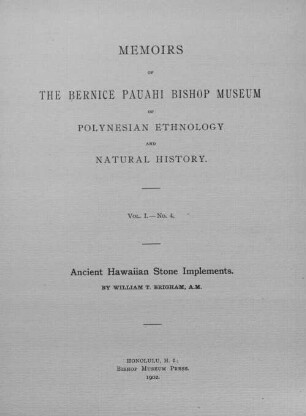 MEMOIRS
OF
THE BERNICE PAUAHI BISHOP MUSEUM
OF
POLYNESIAN ETHNOLOGY
AND
NATURAL HISTORY.
VOL. I.—NO. 4.
Ancient Hawaiian Stone Implements.
BY WILLIAM T. BRIGHAM, A.M.
HONOLULU, H. I.:
BISHOP MUSEUM PRESS.
1902.